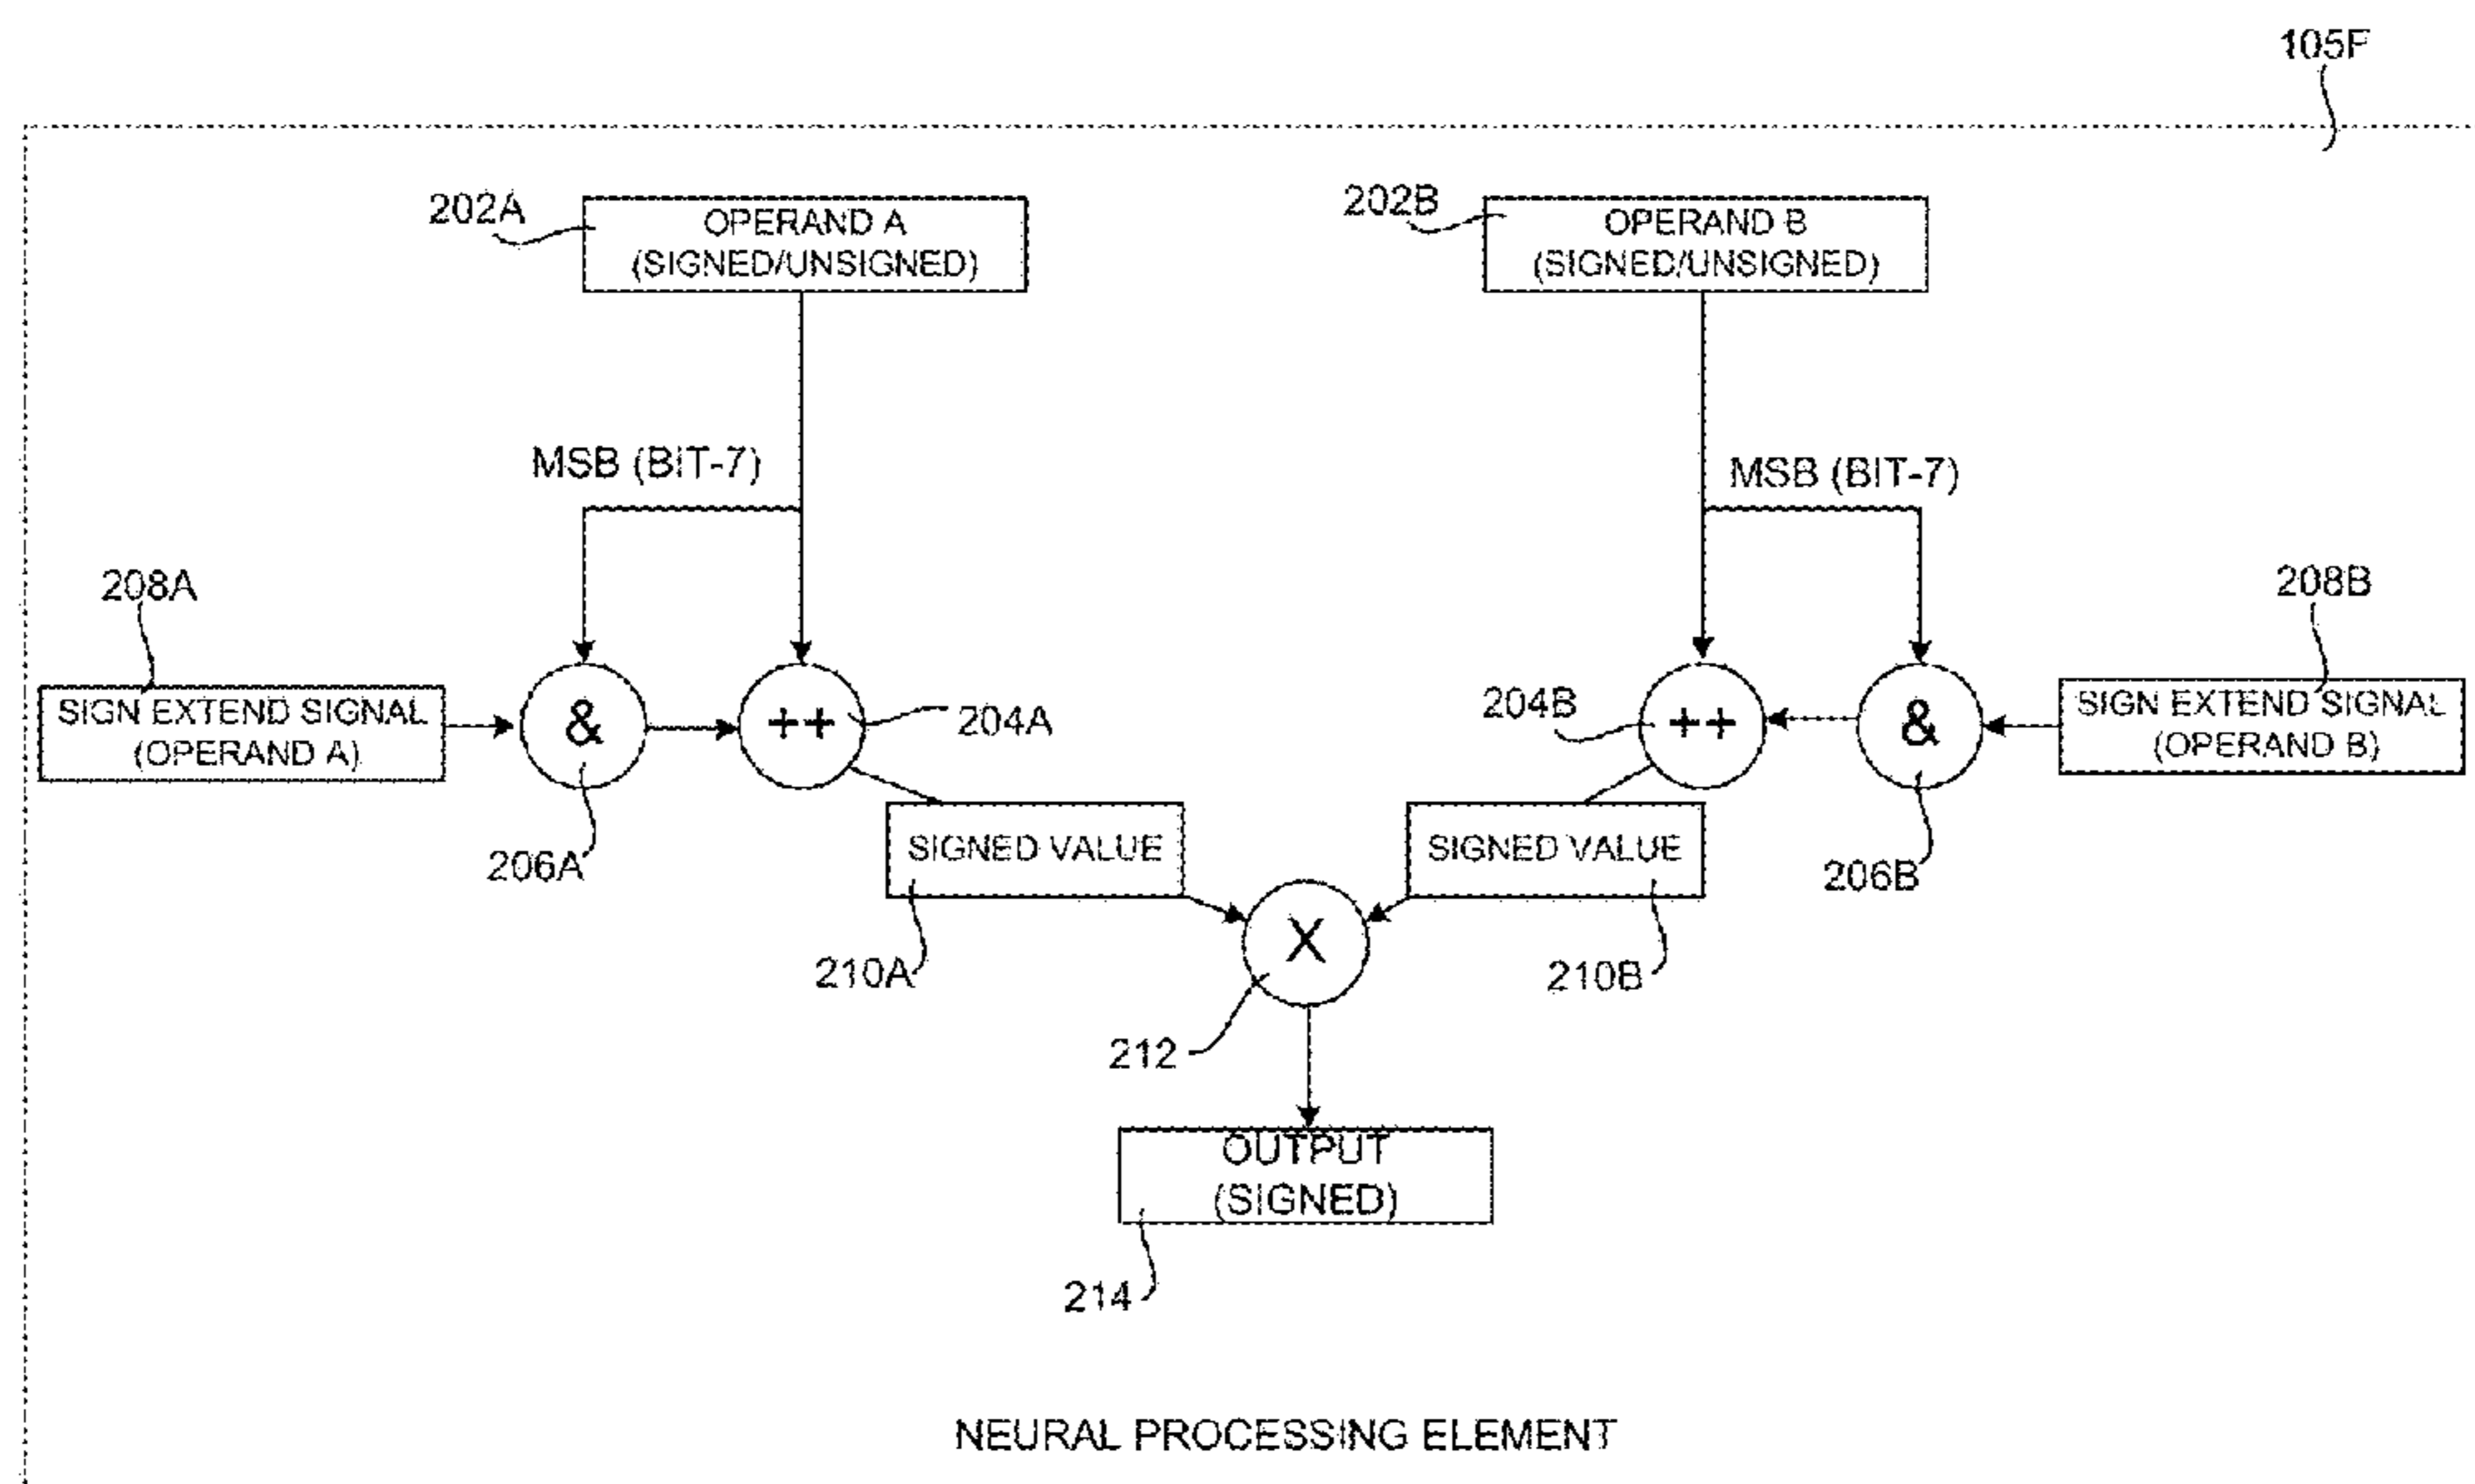 105F
202A
OPERAND A
(SIGNED/UNSIGNED)
202B
OPERAND B
(SIGNED/UNSIGNED)
MSB (BIT-7)
MSB (BIT-7)
208A
208B
SIGN EXTEND SIGNAL
(OPERAND A)
&
++
204A
204B
++
&
SIGN EXTEND SIGNAL
(OPERAND B)
206A
SIGNED VALUE
SIGNED VALUE
206B
210A
X
210B
212
OUTPUT
(SIGNED)
214
NEURAL PROCESSING ELEMENT